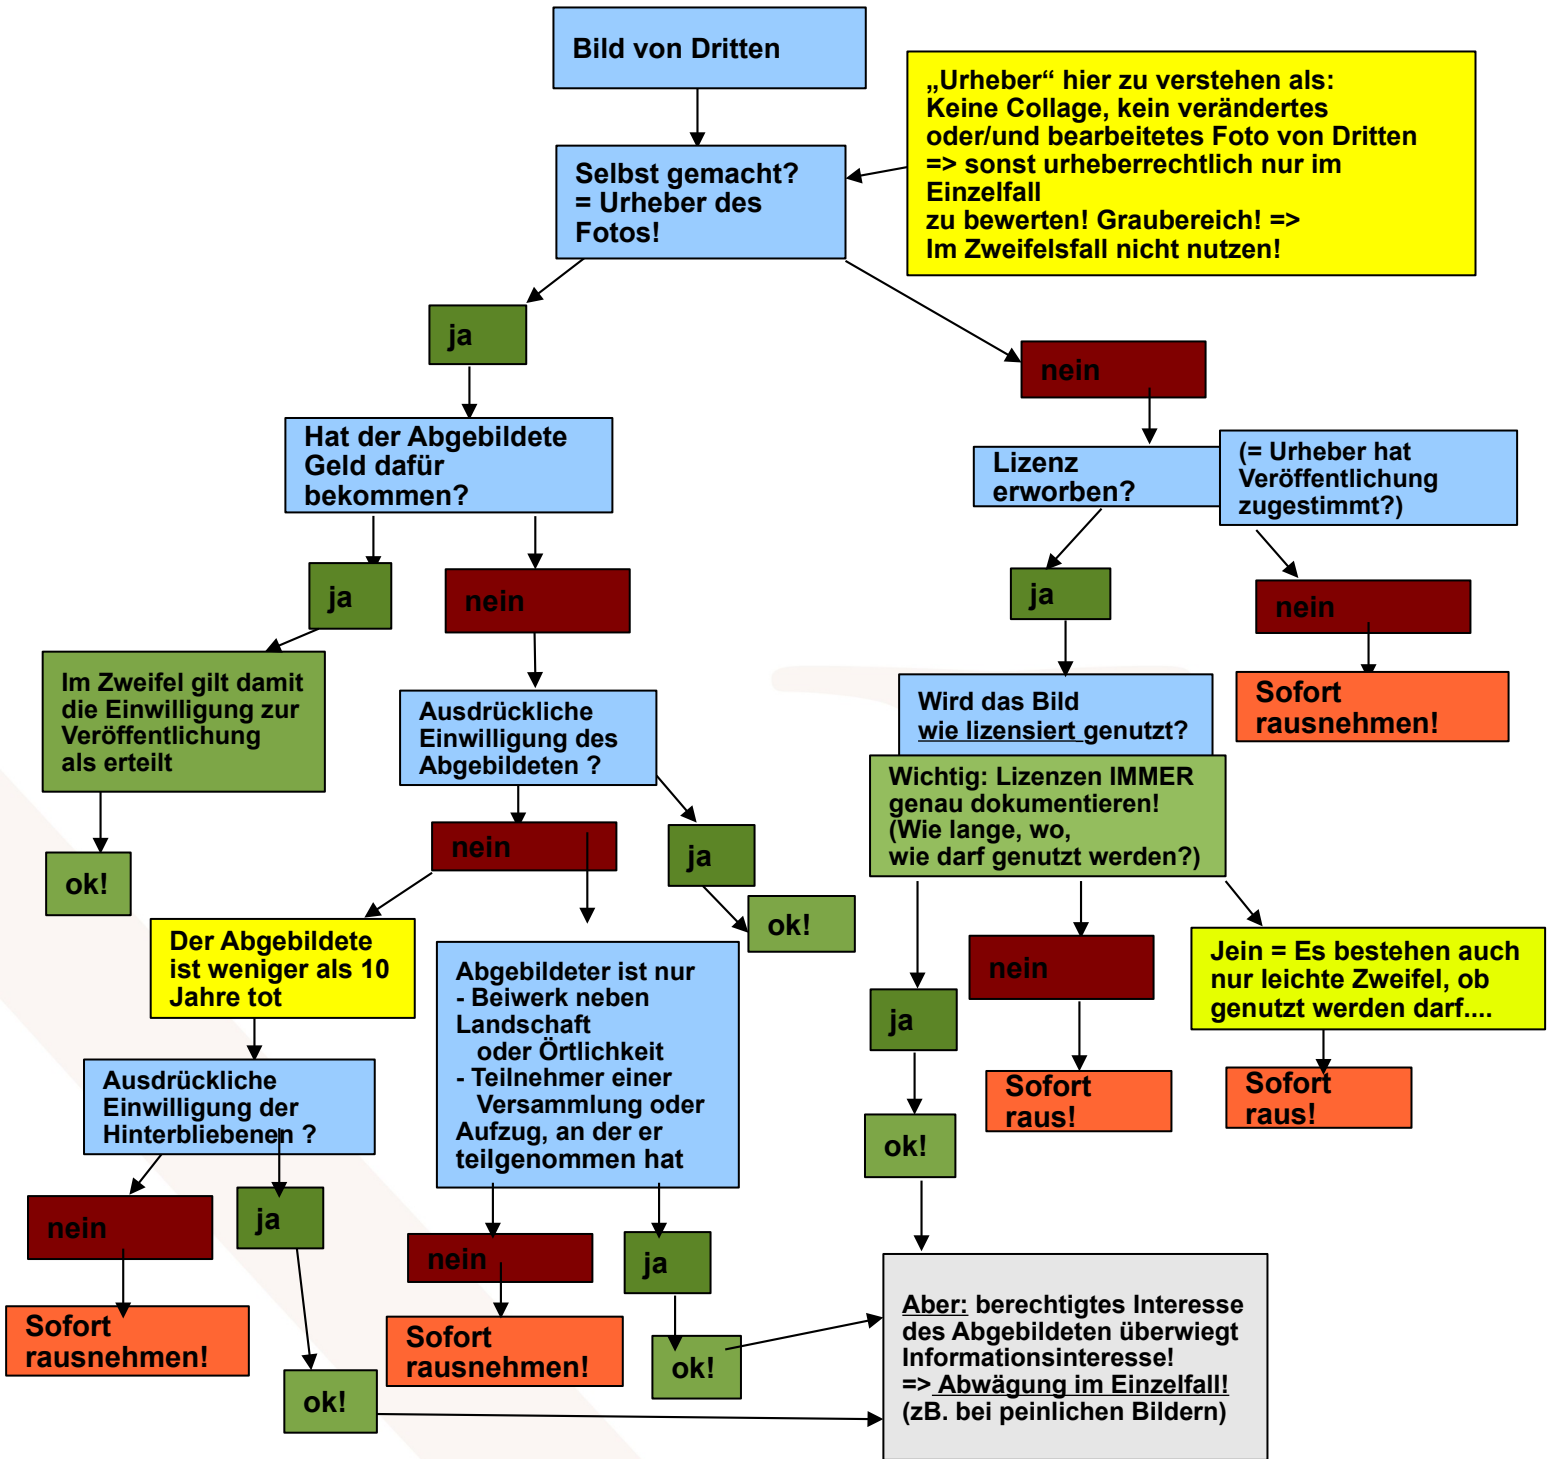 Bild von Dritten
„Urheber“ hier zu verstehen als:
Keine Collage, kein verändertes
oder/und bearbeitetes Foto von Dritten
=> sonst urheberrechtlich nur im
Einzelfall
zu bewerten! Graubereich! =>
Im Zweifelsfall nicht nutzen!
Selbst gemacht?
= Urheber des
Fotos!
ja
nein
Hat der Abgebildete
Geld dafür
bekommen?
Lizenz
erworben?
(= Urheber hat
Veröffentlichung
zugestimmt?)
ja
nein
ja
nein
Im Zweifel gilt damit
die Einwilligung zur
Veröffentlichung
als erteilt
Ausdrückliche
Einwilligung des
Abgebildeten ?
Wird das Bild
wie lizensiert genutzt?
Sofort
rausnehmen!
Wichtig: Lizenzen IMMER
genau dokumentieren!
(Wie lange, wo,
wie darf genutzt werden?)
ok!
nein
ja
ok!
Der Abgebildete
ist weniger als 10
Jahre tot
Abgebildeter ist nur
- Beiwerk neben
Landschaft
oder Örtlichkeit
- Teilnehmer einer
Versammlung oder
Aufzug, an der er
teilgenommen hat
ja
nein
Jein = Es bestehen auch
nur leichte Zweifel, ob
genutzt werden darf....
Ausdrückliche
Einwilligung der
Hinterbliebenen ?
ok!
Sofort
raus!
Sofort
raus!
nein
ja
nein
ja
Sofort
rausnehmen!
ok!
Sofort
rausnehmen!
ok!
Aber: berechtigtes Interesse
des Abgebildeten überwiegt
Informationsinteresse!
=> Abwägung im Einzelfall!
(zB. bei peinlichen Bildern)